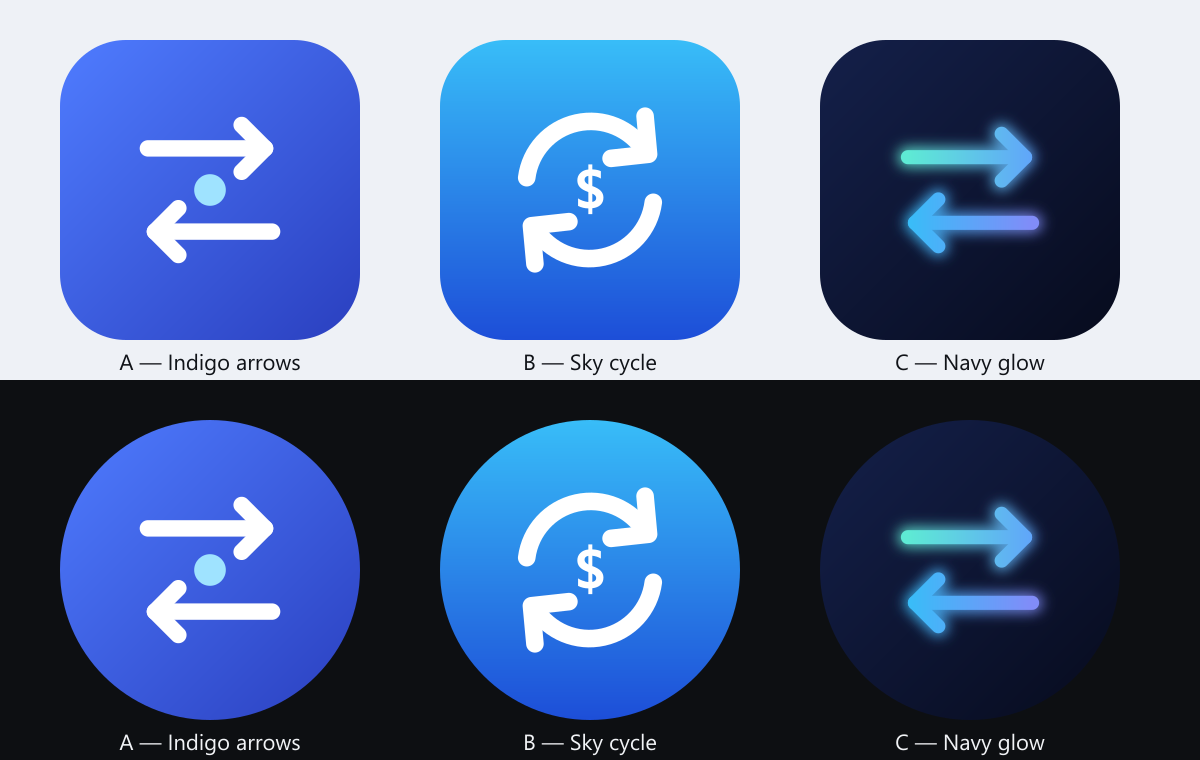 $
A — Indigo arrows
B — Sky cycle
C — Navy glow
$
A — Indigo arrows
B — Sky cycle
C — Navy glow